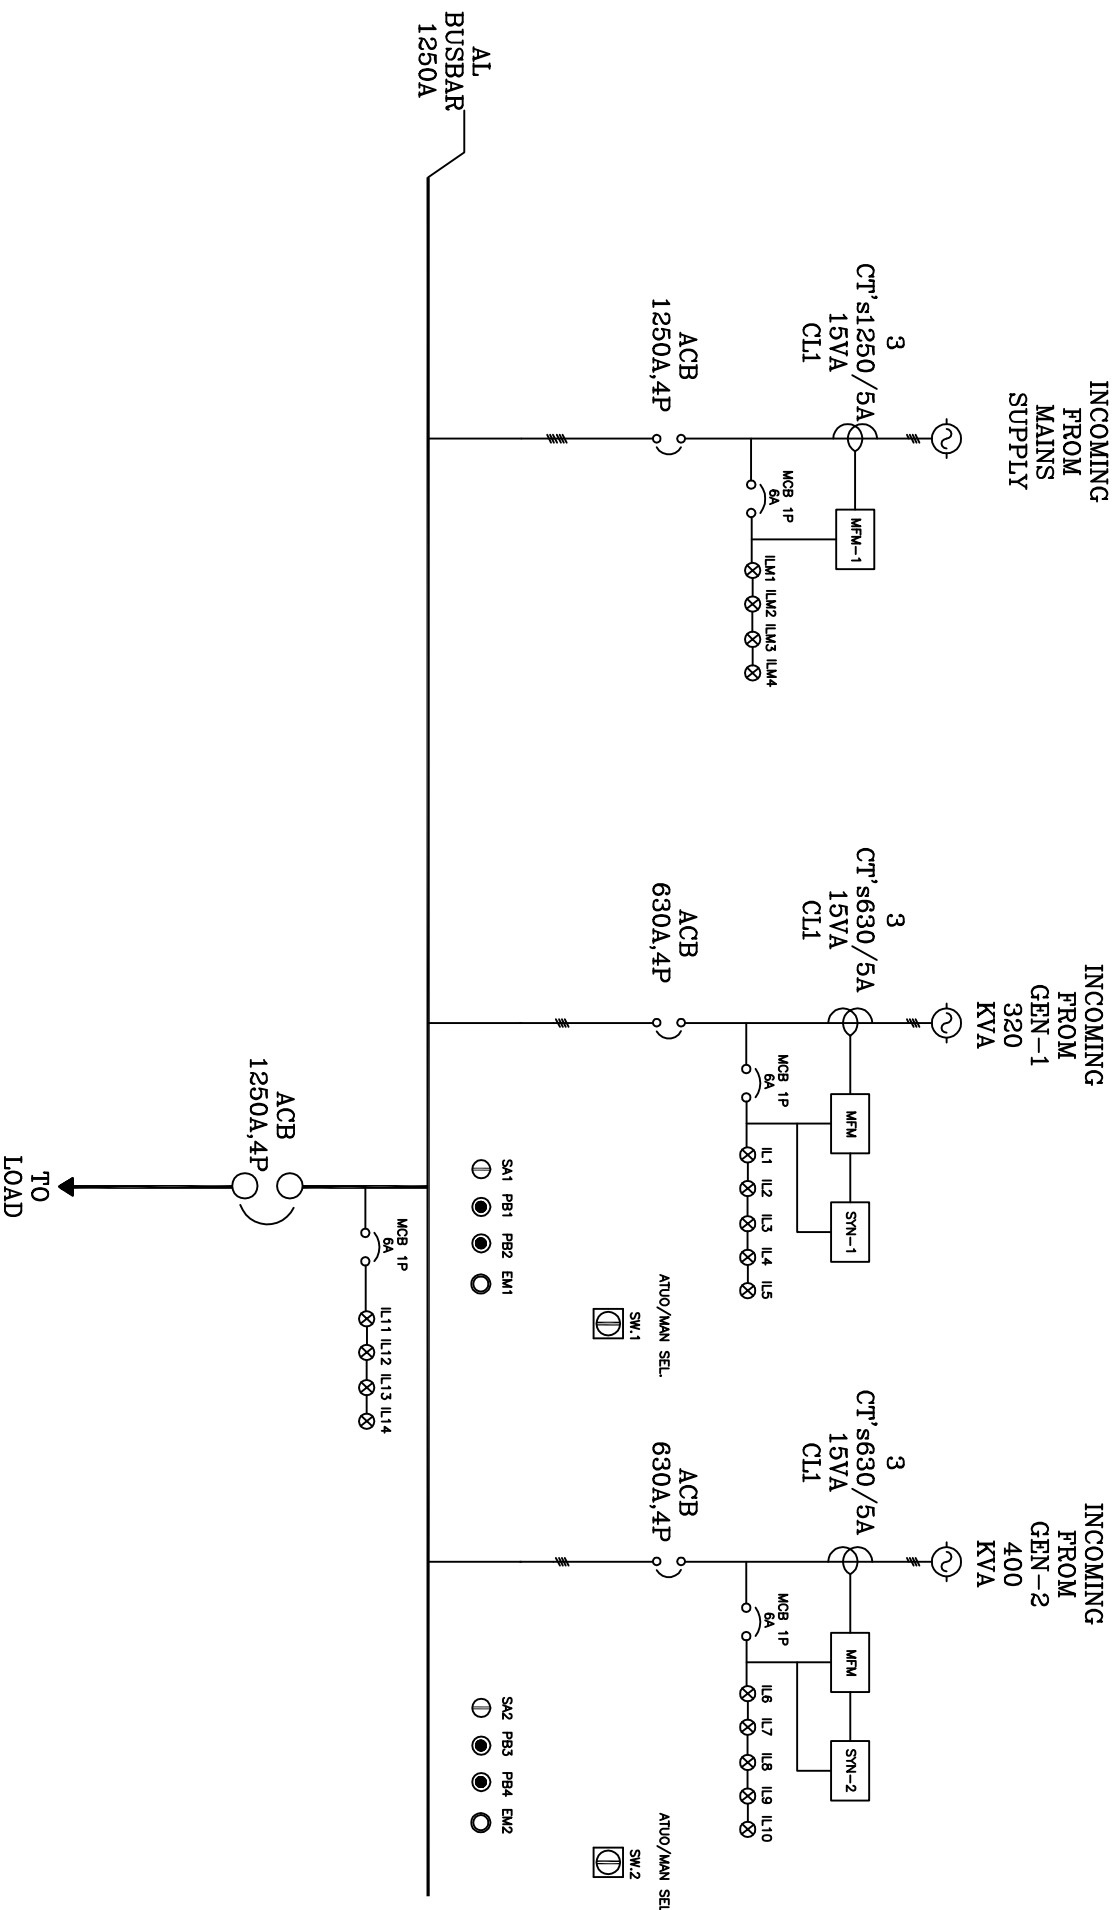 INCOMING
FROM
MAINS
SUPPLY
3
CT's1250/5A
15VA
CL1
MFM-1
MCB 1P
6A
ILM1 ILM2 ILM3 ILM4
ACB
1250A,4P
INCOMING
FROM
GEN-1
320
KVA
3
CT's630/5A
15VA
CL1
MFM
SYN-1
MCB 1P
6A
IL1 IL2 IL3 IL4 IL5
ACB
630A,4P
ATUO/MAN SEL.
SW.1
SA1 PB1 PB2 EM1
INCOMING
FROM
GEN-2
400
KVA
3
CT's630/5A
15VA
CL1
MFM
SYN-2
MCB 1P
6A
IL6 IL7 IL8 IL9 IL10
ACB
630A,4P
ATUO/MAN SEL
SW.2
SA2 PB3 PB4 EM2
AL
BUSBAR
1250A
MCB 1P
6A
IL11 IL12 IL13 IL14
ACB
1250A,4P
TO
LOAD